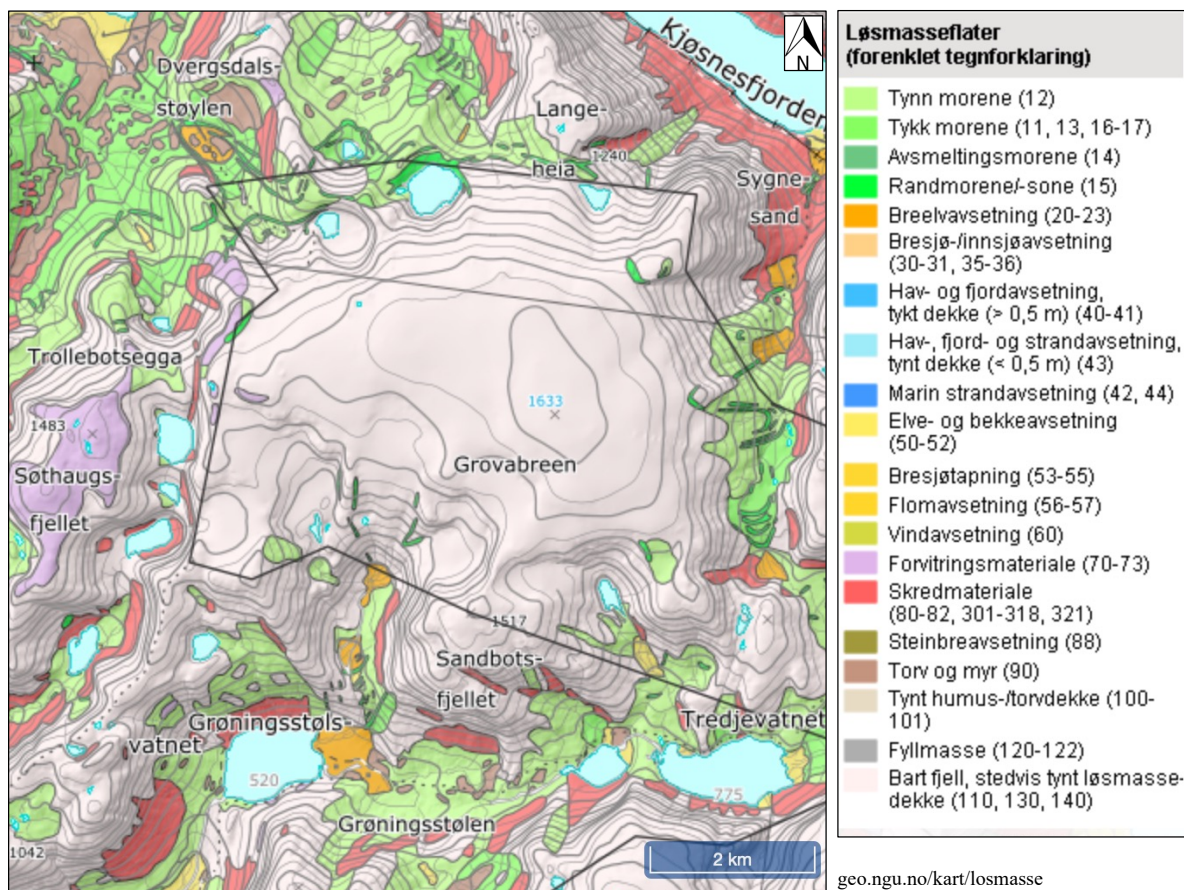 N
Kjøsnesfjorden
Dvergsdals-
støylen
Lange-
heia
1240
Sygne-
sand
Trollebotsegga
1483
Søthaugs-
fjellet
1633
Grovabreen
1517
Sandbots-
fjellet
Grøningsstøls-
vatnet
Tredjevatnet
520
775
Grøningsstølen
1042
2 km
Løsmasseflater
(forenklet tegnforklaring)
Tynn morene (12)
Tykk morene (11, 13, 16-17)
Avsmeltingsmorene (14)
Randmorene/-sone (15)
Breelvavsetning (20-23)
Bresjø-/innsjøavsetning
(30-31, 35-36)
Hav- og fjordavsetning,
tykt dekke (> 0,5 m) (40-41)
Hav-, fjord- og strandavsetning,
tynt dekke (< 0,5 m) (43)
Marin strandavsetning (42, 44)
Elve- og bekkeavsetning
(50-52)
Bresjøtapning (53-55)
Flomavsetning (56-57)
Vindavsetning (60)
Forvitringsmateriale (70-73)
Skredmateriale
(80-82, 301-318, 321)
Steinbreavsetning (88)
Torv og myr (90)
Tynt humus-/torvdekke (100-
101)
Fyllmasse (120-122)
Bart fjell, stedvis tynt løsmasse-
dekke (110, 130, 140)
geo.ngu.no/kart/losmasse